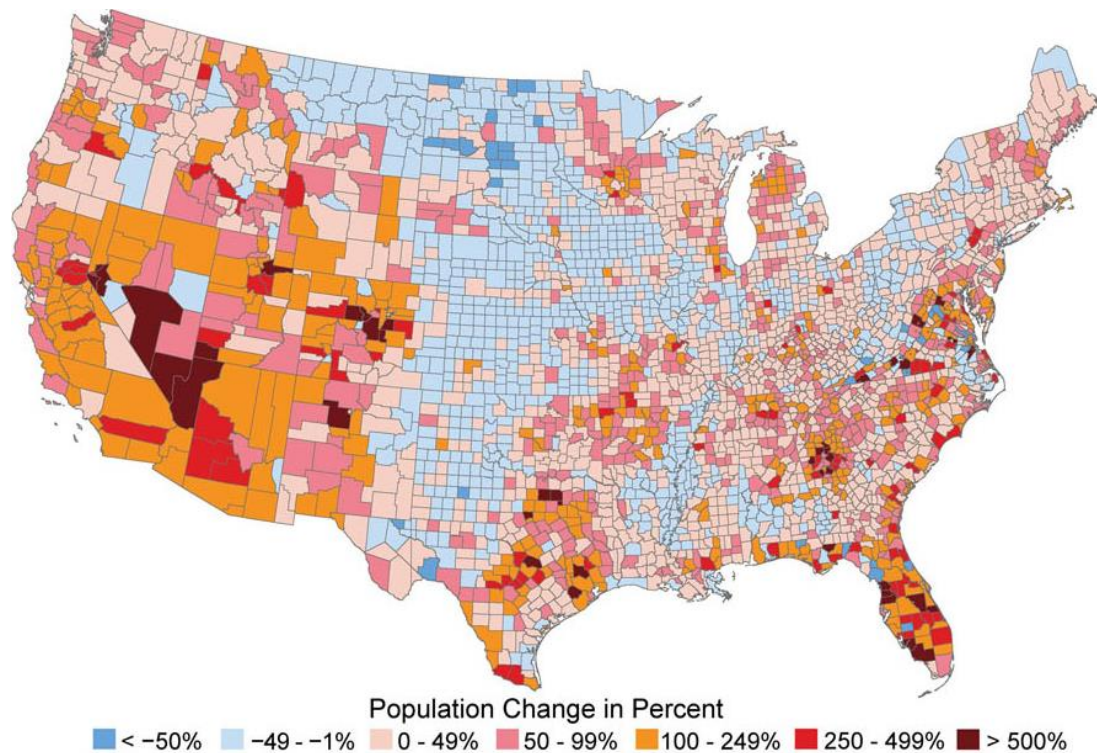 Population Change in Percent
< −50% −49 - −1% 0 - 49% 50 - 99% 100 - 249% 250 - 499% > 500%